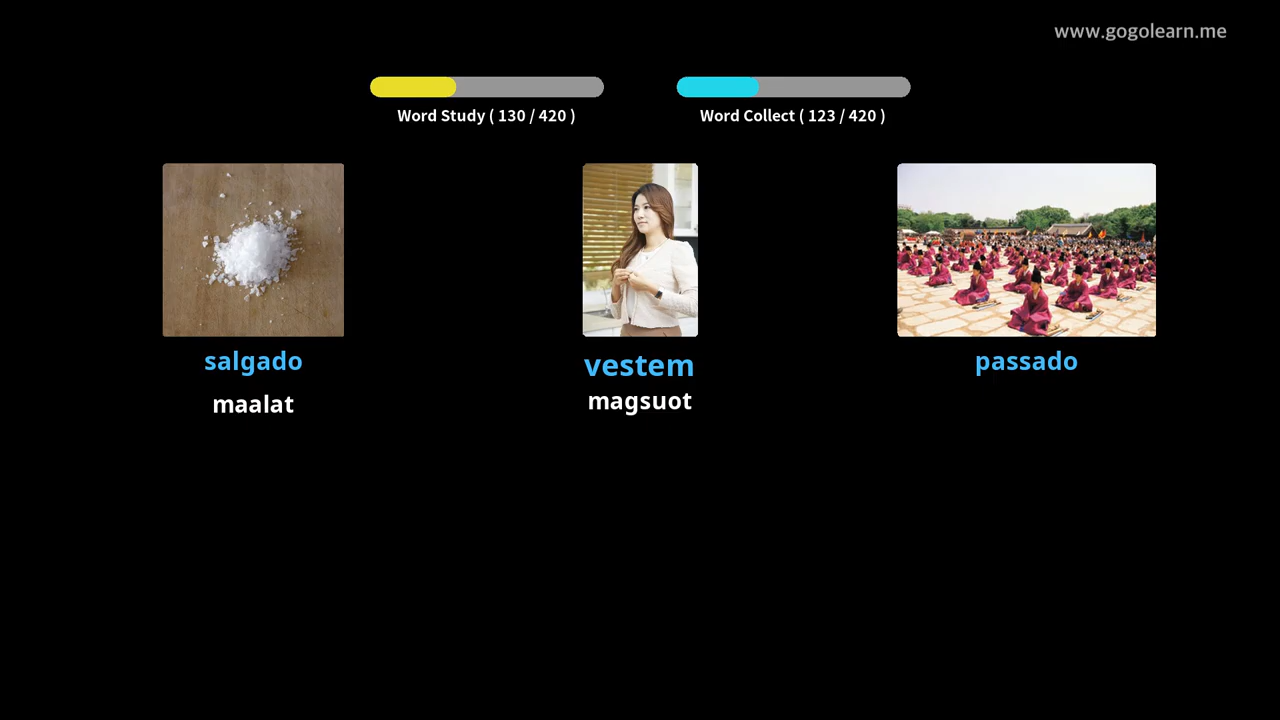 www.gogolearn.me
Word Study ( 130 / 420 )
Word Collect ( 123 / 420 )
salgado
vestem
passado
maalat
magsuot